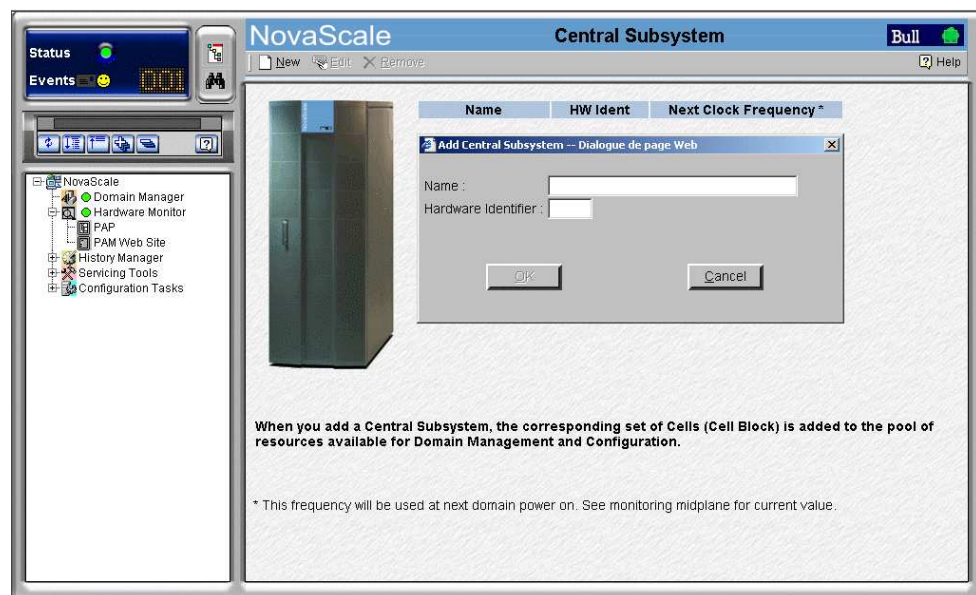 NovaScale
Central Subsystem
Bull
Status
Events
001
New
Edit
Remove
Help
NovaScale
Domain Manager
Hardware Monitor
PAP
PAM Web Site
History Manager
Servicing Tools
Configuration Tasks
Name
HW Ident
Next Clock Frequency *
Add Central Subsystem -- Dialogue de page Web
Name :
Hardware Identifier :
OK
Cancel
When you add a Central Subsystem, the corresponding set of Cells (Cell Block) is added to the pool of
resources available for Domain Management and Configuration.
* This frequency will be used at next domain power on. See monitoring midplane for current value.